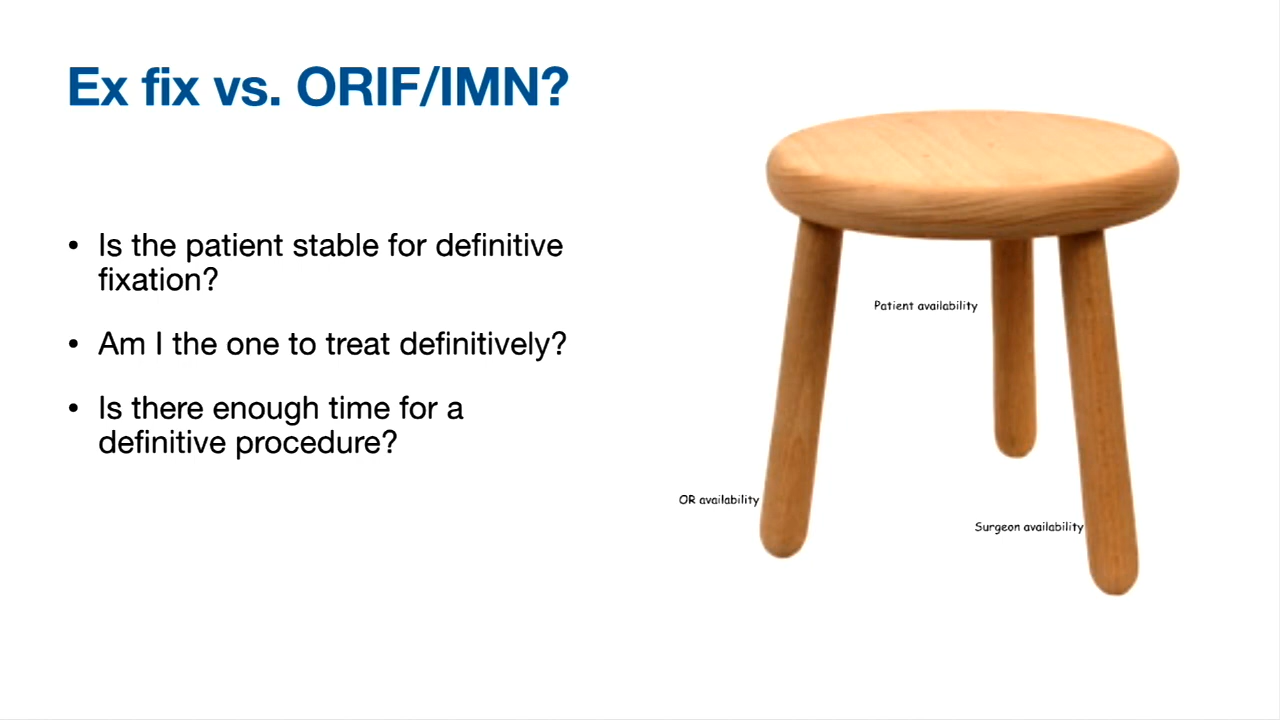 Ex fix vs. ORIF/IMN?
• Is the patient stable for definitive
fixation?
• Am I the one to treat definitively?
• Is there enough time for a
definitive procedure?
Patient availability
OR availability
Surgeon availability